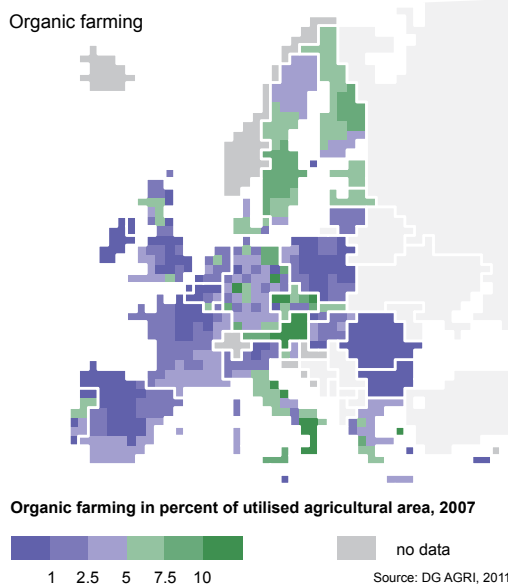 Organic farming
Organic farming in percent of utilised agricultural area, 2007
1 2.5 5 7.5 10
no data
Source: DG AGRI, 2011